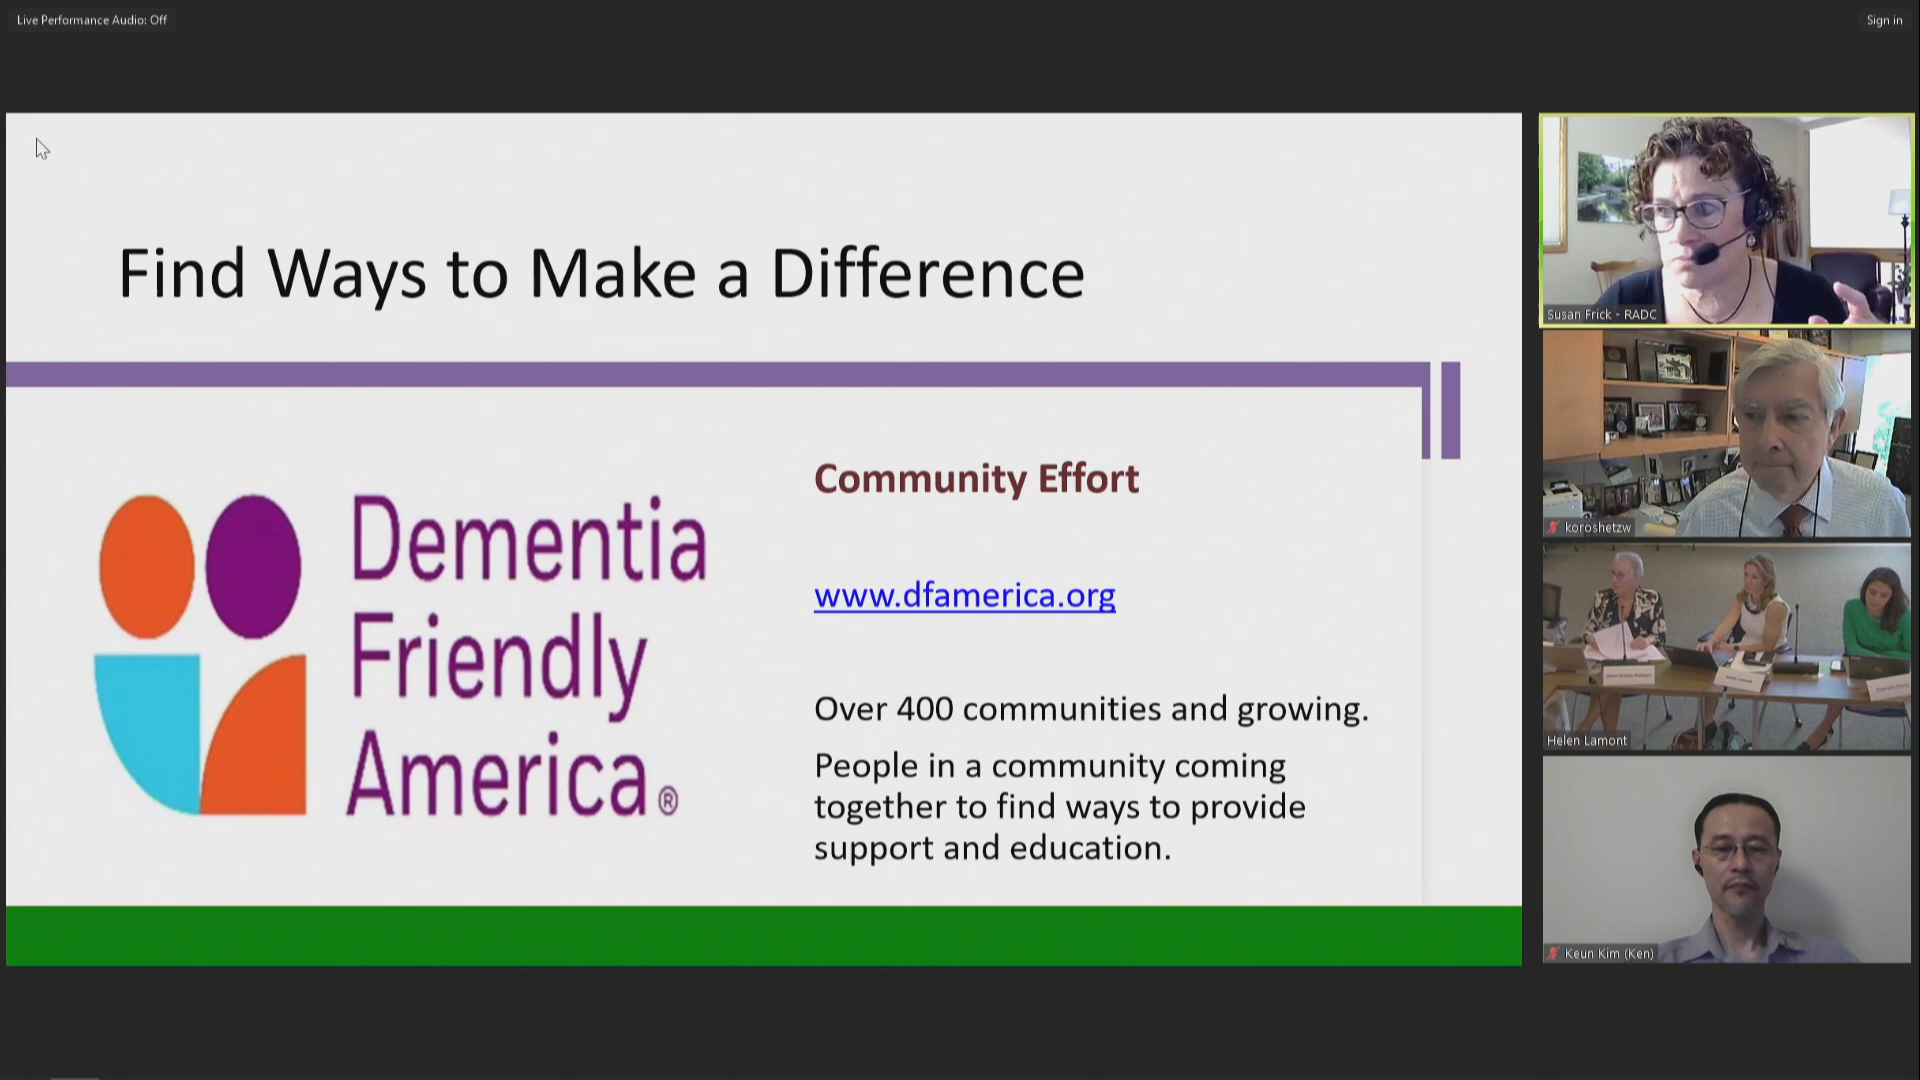 Live Performance Audio: Off
Sign in
Find Ways to Make a Difference
Dementia
Friendly
America®
Community Effort
www.dfamerica.org
Over 400 communities and growing.
People in a community coming
together to find ways to provide
support and education.
Susan Frick - RADC
koroshetzw
Helen Lamont
Keun Kim (Ken)